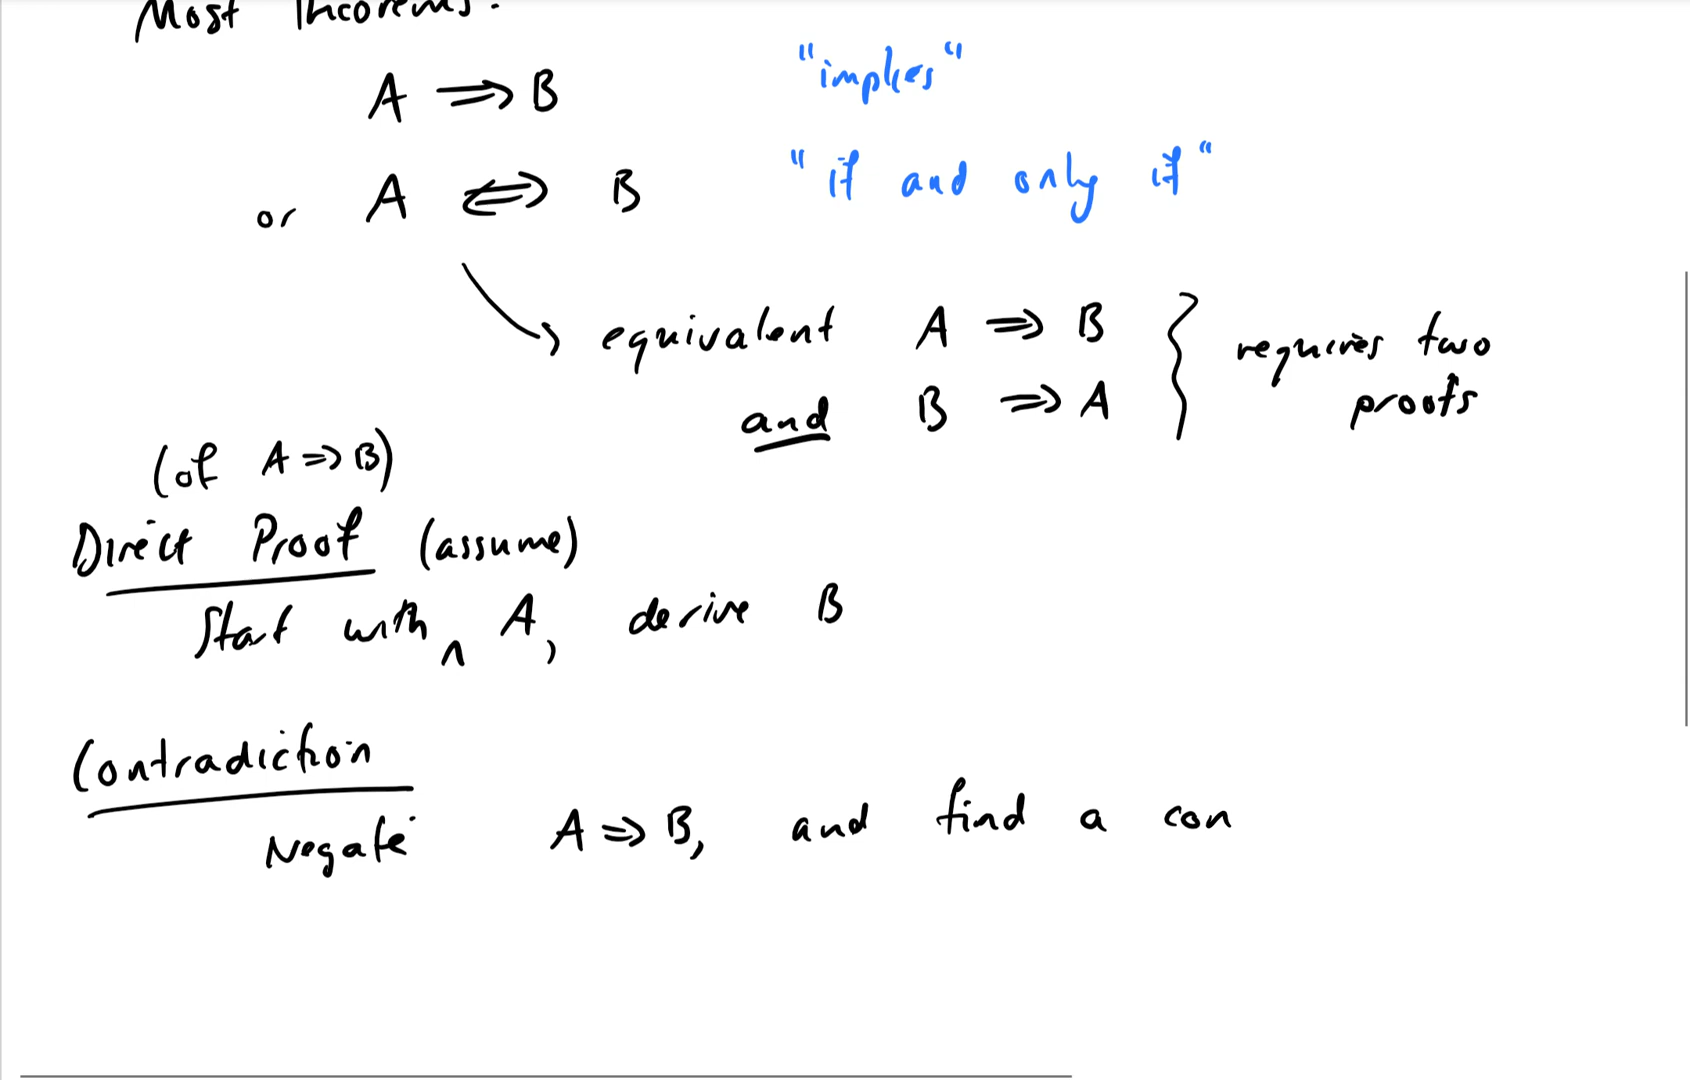 Most Theorems:
A ⇒ B "implies"
or A ⇔ B "if and only if"
equivalent A ⇒ B } requires two
and B ⇒ A proofs
(of A ⇒ B)
Direct Proof (assume)
Start with ^ A, derive B
Contradiction
Negate A ⇒ B, and find a con